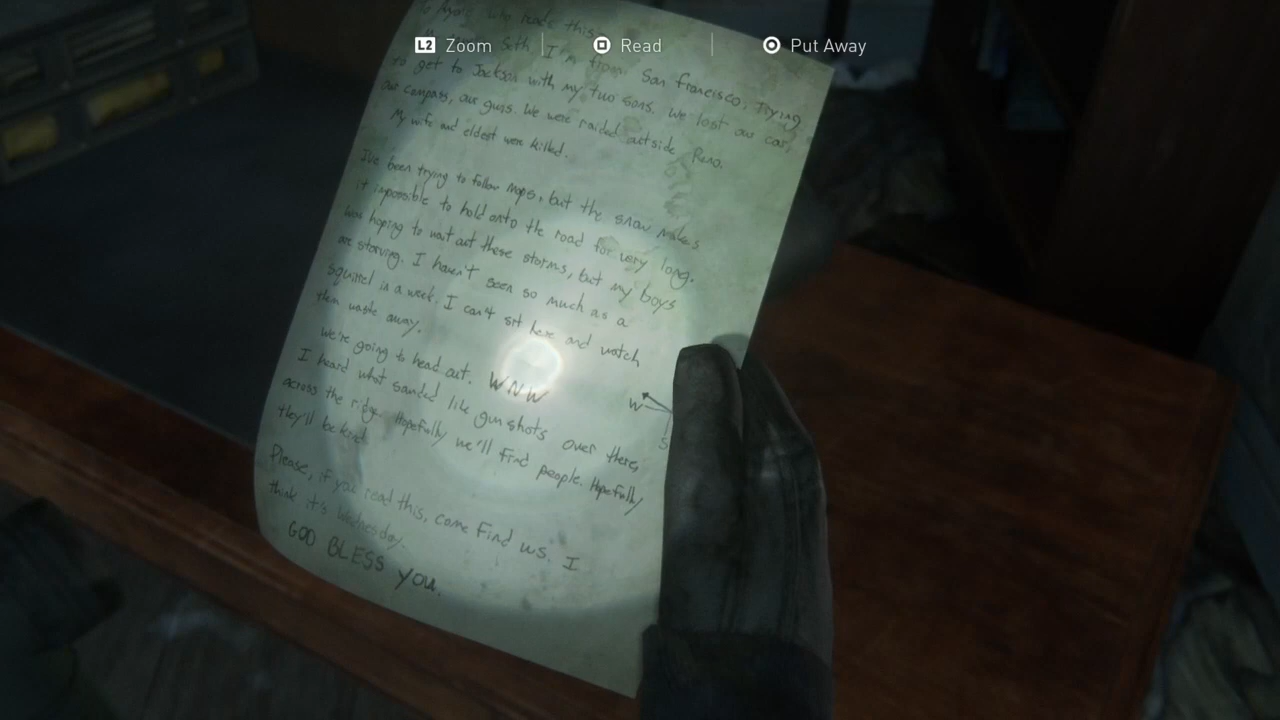 L2 Zoom | Read | Put Away
To Anyone who reads this,
Seth. I'm from San Francisco. Trying
to get to Jackson with my two sons. We lost our car,
our compass, our guns. We were raided outside Reno.
My wife and eldest were killed.
I've been trying to follow maps, but the snow makes
it impossible to hold onto the road for very long.
was hoping to wait out these storms, but my boys
are starving. I haven't seen so much as a
squirrel in a week. I can't sit here and watch
them waste away.
We're going to head out. WNW
W
S
I heard what sounded like gunshots over there,
across the ridge. Hopefully we'll find people. Hopefully
they'll be kind.
Please, if you read this, come find us. I
think it's Wednesday.
GOD BLESS YOU.